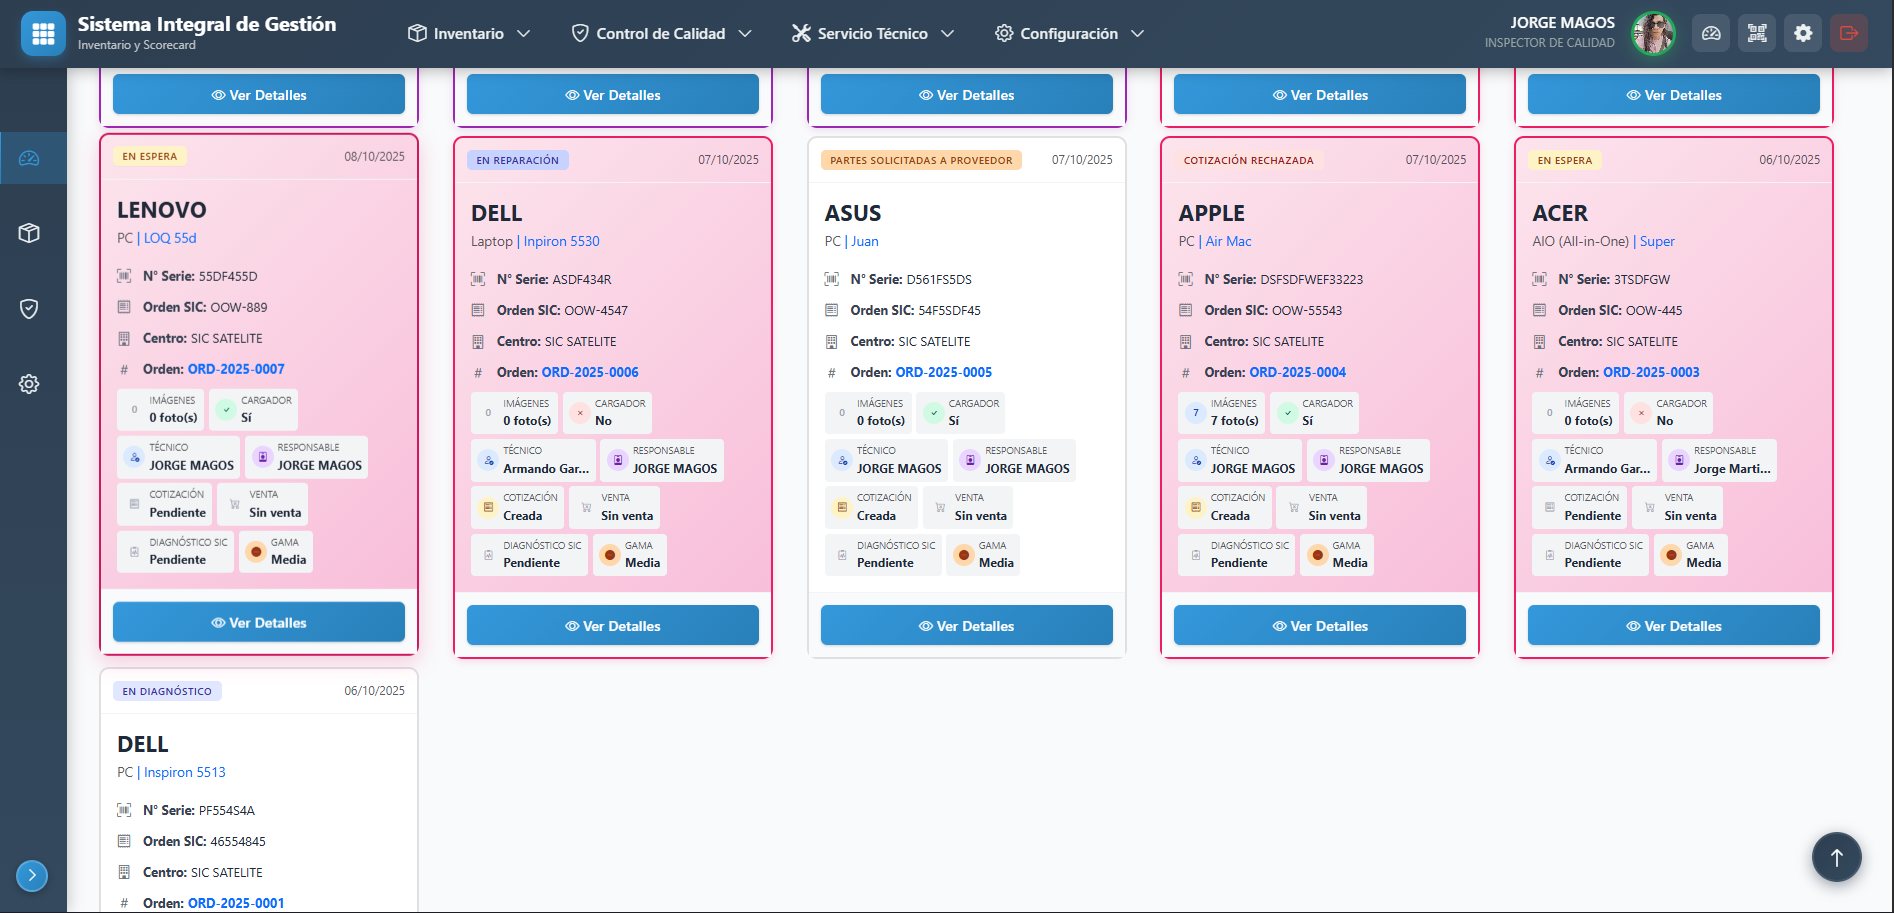 Sistema Integral de Gestión
Inventario y Scorecard
Inventario
Control de Calidad
Servicio Técnico
Configuración
JORGE MAGOS
INSPECTOR DE CALIDAD
Ver Detalles
Ver Detalles
Ver Detalles
Ver Detalles
Ver Detalles
EN ESPERA
08/10/2025
LENOVO
PC | LOQ 55d
N° Serie: 55DF455D
Orden SIC: OOW-889
Centro: SIC SATELITE
# Orden: ORD-2025-0007
0
IMÁGENES
0 foto(s)
CARGADOR
Sí
TÉCNICO
JORGE MAGOS
RESPONSABLE
JORGE MAGOS
COTIZACIÓN
Pendiente
VENTA
Sin venta
DIAGNÓSTICO SIC
Pendiente
GAMA
Media
Ver Detalles
EN REPARACIÓN
07/10/2025
DELL
Laptop | Inpiron 5530
N° Serie: ASDF434R
Orden SIC: OOW-4547
Centro: SIC SATELITE
# Orden: ORD-2025-0006
0
IMÁGENES
0 foto(s)
CARGADOR
No
TÉCNICO
Armando Gar...
RESPONSABLE
JORGE MAGOS
COTIZACIÓN
Creada
VENTA
Sin venta
DIAGNÓSTICO SIC
Pendiente
GAMA
Media
Ver Detalles
PARTES SOLICITADAS A PROVEEDOR
07/10/2025
ASUS
PC | Juan
N° Serie: D561FS5DS
Orden SIC: 54F5SDF45
Centro: SIC SATELITE
# Orden: ORD-2025-0005
0
IMÁGENES
0 foto(s)
CARGADOR
Sí
TÉCNICO
JORGE MAGOS
RESPONSABLE
JORGE MAGOS
COTIZACIÓN
Creada
VENTA
Sin venta
DIAGNÓSTICO SIC
Pendiente
GAMA
Media
Ver Detalles
COTIZACIÓN RECHAZADA
07/10/2025
APPLE
PC | Air Mac
N° Serie: DSFSDFWEF33223
Orden SIC: OOW-55543
Centro: SIC SATELITE
# Orden: ORD-2025-0004
7
IMÁGENES
7 foto(s)
CARGADOR
Sí
TÉCNICO
JORGE MAGOS
RESPONSABLE
JORGE MAGOS
COTIZACIÓN
Creada
VENTA
Sin venta
DIAGNÓSTICO SIC
Pendiente
GAMA
Media
Ver Detalles
EN ESPERA
06/10/2025
ACER
AIO (All-in-One) | Super
N° Serie: 3TSDFGW
Orden SIC: OOW-445
Centro: SIC SATELITE
# Orden: ORD-2025-0003
0
IMÁGENES
0 foto(s)
CARGADOR
No
TÉCNICO
Armando Gar...
RESPONSABLE
Jorge Marti...
COTIZACIÓN
Pendiente
VENTA
Sin venta
DIAGNÓSTICO SIC
Pendiente
GAMA
Media
Ver Detalles
EN DIAGNÓSTICO
06/10/2025
DELL
PC | Inspiron 5513
N° Serie: PF554S4A
Orden SIC: 46554845
Centro: SIC SATELITE
# Orden: ORD-2025-0001